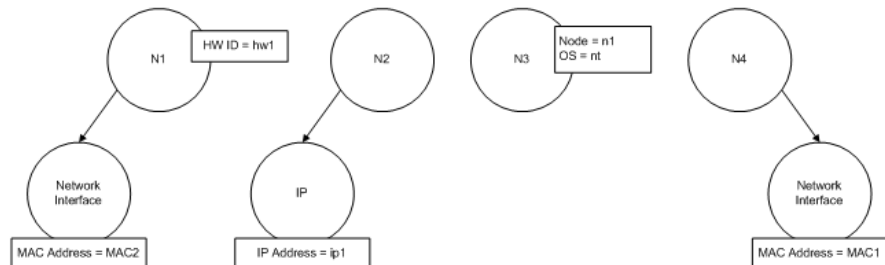 N1
HW ID = hw1
N2
N3
Node = n1
OS = nt
N4
Network
Interface
MAC Address = MAC2
IP
IP Address = ip1
Network
Interface
MAC Address = MAC1